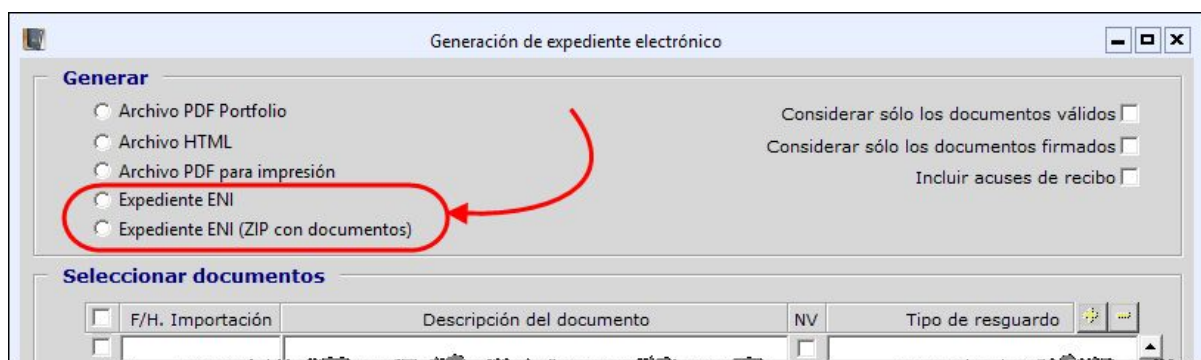 Generación de expediente electrónico
Generar
Archivo PDF Portfolio
Archivo HTML
Archivo PDF para impresión
Expediente ENI
Expediente ENI (ZIP con documentos)
Considerar sólo los documentos válidos
Considerar sólo los documentos firmados
Incluir acuses de recibo
Seleccionar documentos
F/H. Importación Descripción del documento NV Tipo de resguardo